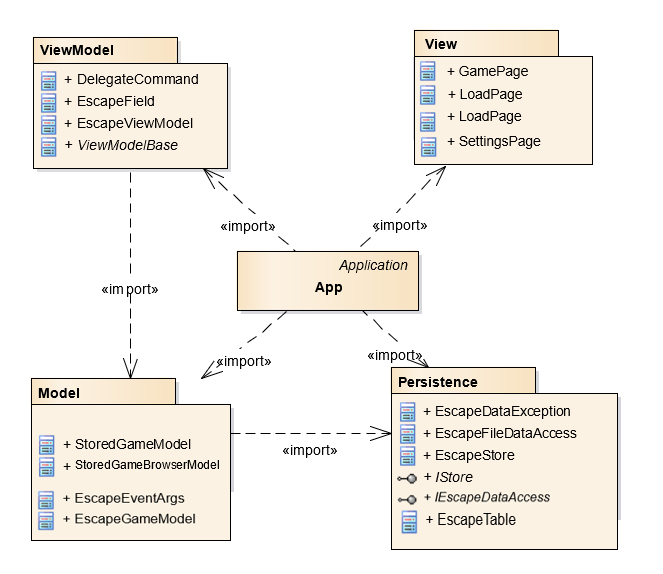 ViewModel
+ DelegateCommand
+ EscapeField
+ EscapeViewModel
+ ViewModelBase
View
+ GamePage
+ LoadPage
+ LoadPage
+ SettingsPage
«import»
«import»
Application
App
«import»
«import»
«import»
Model
+ StoredGameModel
+ StoredGameBrowserModel
+ EscapeEventArgs
+ EscapeGameModel
«import»
Persistence
+ EscapeDataException
+ EscapeFileDataAccess
+ EscapeStore
+ IStore
+ IEscapeDataAccess
+ EscapeTable